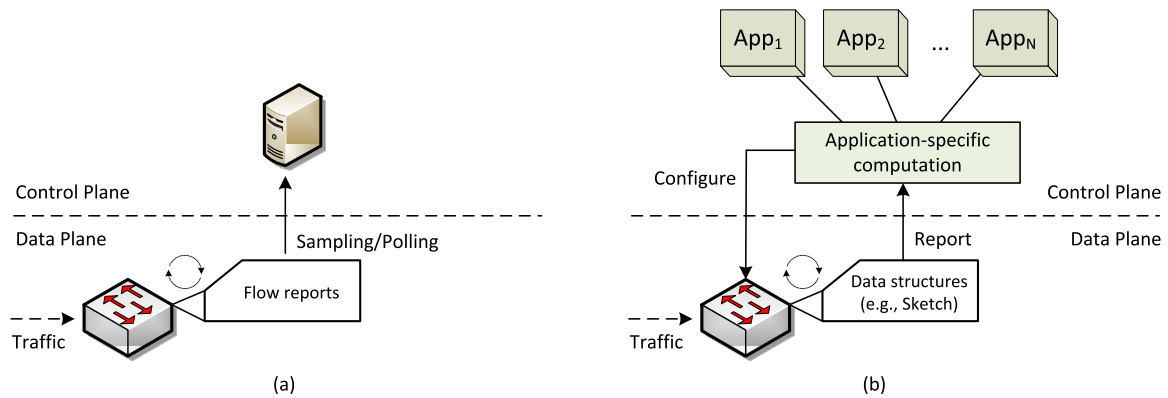 Control Plane
Data Plane
Sampling/Polling
Flow reports
Traffic
(a)
App1
App2
...
AppN
Application-specific
computation
Configure
Control Plane
Report
Data Plane
Data structures
(e.g., Sketch)
Traffic
(b)